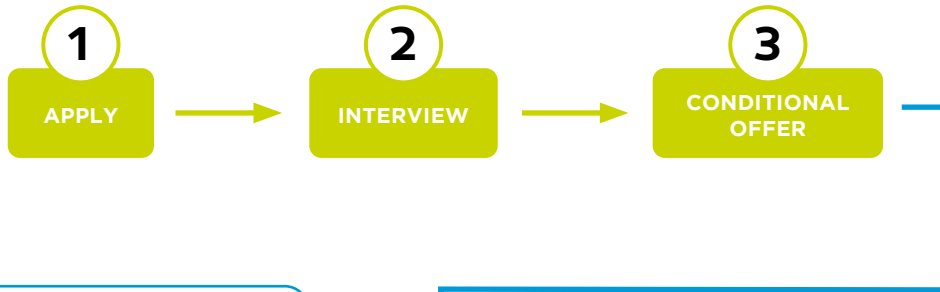 1
2
3
APPLY
INTERVIEW
CONDITIONAL
OFFER